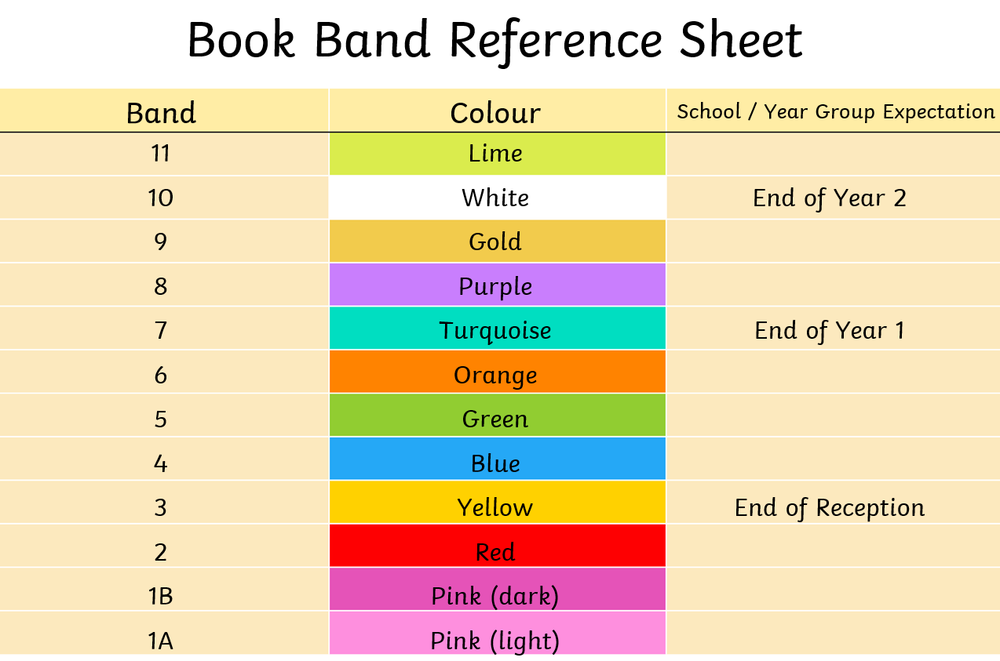 Book Band Reference Sheet
Band Colour School / Year Group Expectation
11 Lime
10 White End of Year 2
9 Gold
8 Purple
7 Turquoise End of Year 1
6 Orange
5 Green
4 Blue
3 Yellow End of Reception
2 Red
1B Pink (dark)
1A Pink (light)